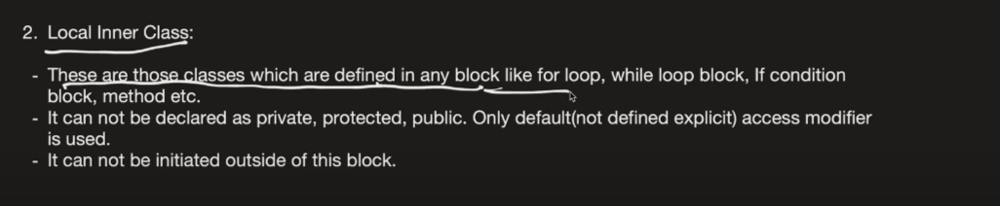 2. Local Inner Class:
- These are those classes which are defined in any block like for loop, while loop block, If condition
block, method etc.
- It can not be declared as private, protected, public. Only default(not defined explicit) access modifier
is used.
- It can not be initiated outside of this block.